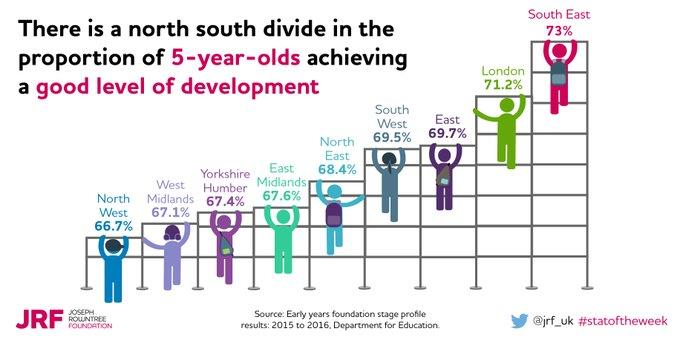 There is a north south divide in the
proportion of 5-year-olds achieving
a good level of development
North
West
66.7%
West
Midlands
67.1%
Yorkshire
Humber
67.4%
East
Midlands
67.6%
North
East
68.4%
South
West
69.5%
East
69.7%
London
71.2%
South East
73%
JRF JOSEPH
ROWNTREE
FOUNDATION
Source: Early years foundation stage profile
results: 2015 to 2016, Department for Education.
@jrf_uk #statoftheweek